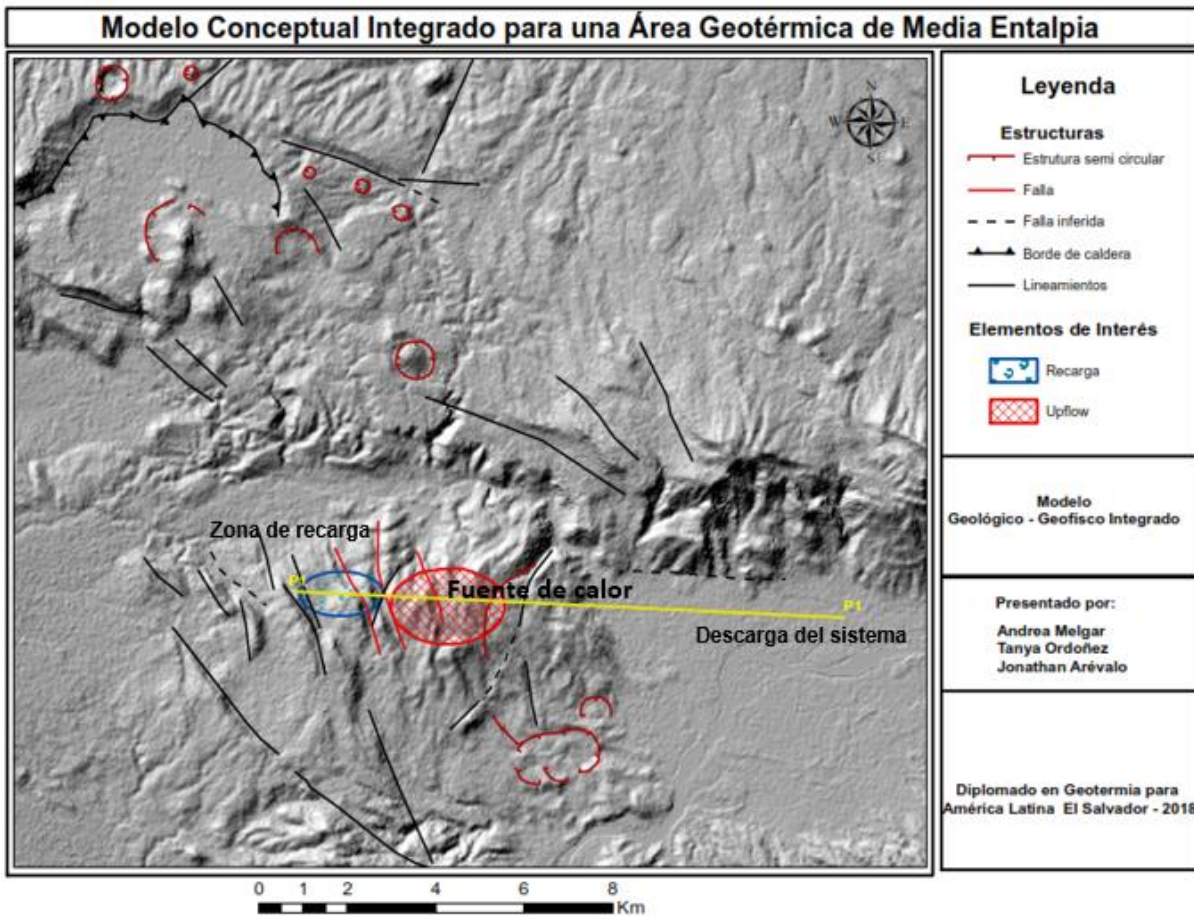 Modelo Conceptual Integrado para una Área Geotérmica de Media Entalpia
N
W
E
SE
Zona de recarga
P1
Fuente de calor
P1
Descarga del sistema
Leyenda
Estructuras
Estrutura semi circular
Falla
Falla inferida
Borde de caldera
Lineamientos
Elementos de Interés
Recarga
Upflow
Modelo
Geológico - Geofisco Integrado
Presentado por:
Andrea Melgar
Tanya Ordoñez
Jonathan Arévalo
Diplomado en Geotermia para
América Latina El Salvador - 2018
0 1 2 4 6 8
Km